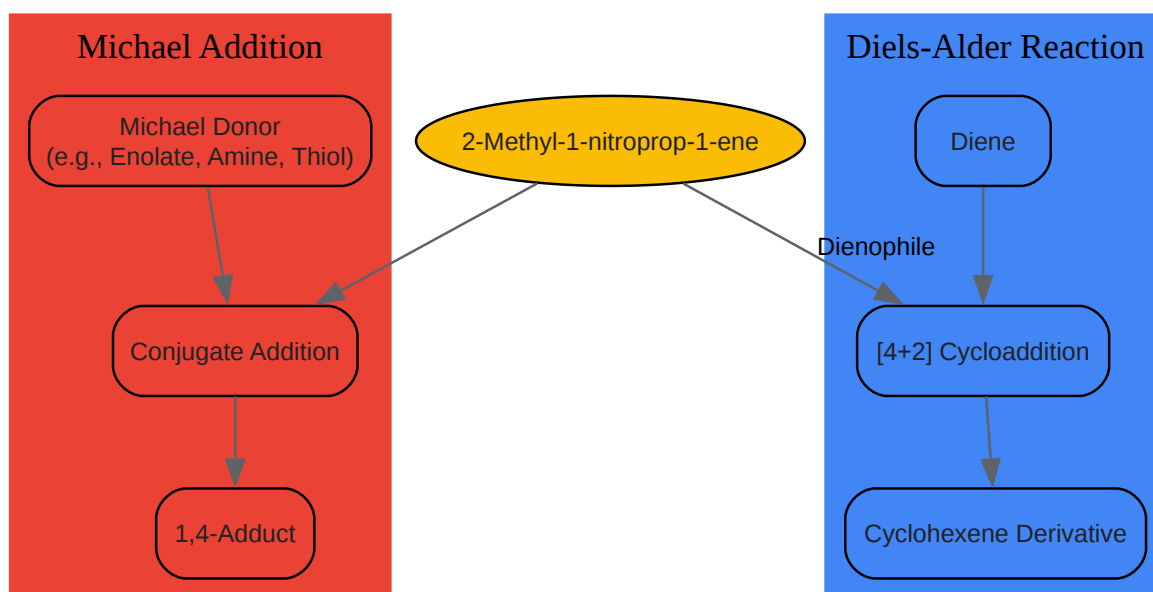 Michael Addition
Michael Donor
(e.g., Enolate, Amine, Thiol)
Conjugate Addition
1,4-Adduct
2-Methyl-1-nitroprop-1-ene
Dienophile
Diels-Alder Reaction
Diene
[4+2] Cycloaddition
Cyclohexene Derivative